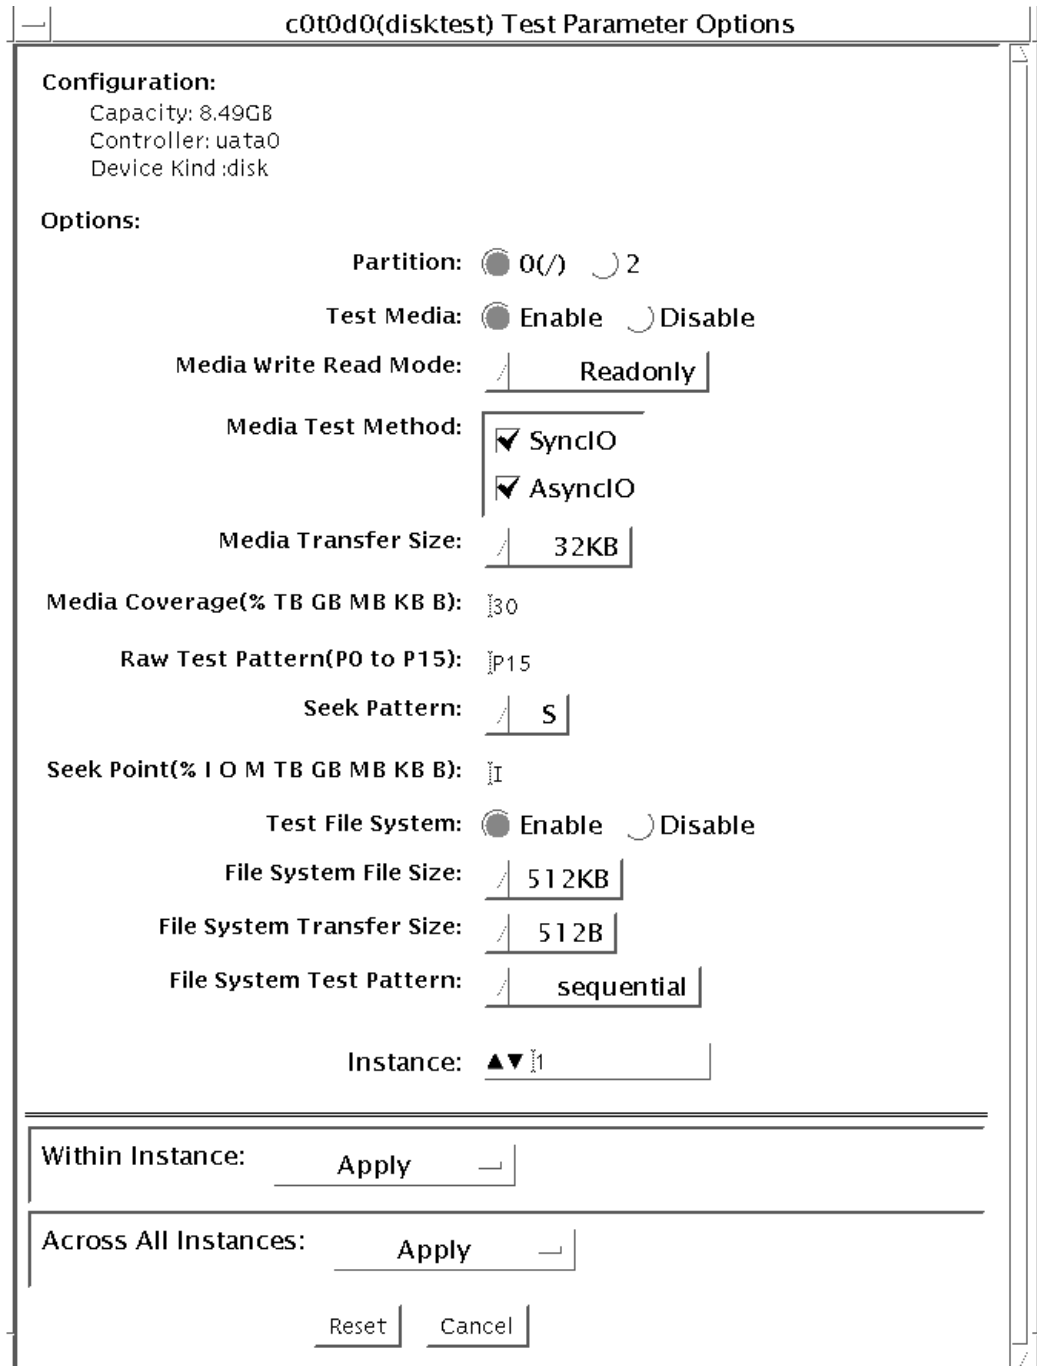 c0t0d0(disktest) Test Parameter Options
Configuration:
Capacity: 8.49GB
Controller: uata0
Device Kind :disk
Options:
Partition: 0(/) 2
Test Media: Enable Disable
Media Write Read Mode: Readonly
Media Test Method: SyncIO
AsyncIO
Media Transfer Size: 32KB
Media Coverage(% TB GB MB KB B): 30
Raw Test Pattern(P0 to P15): P15
Seek Pattern: S
Seek Point(% I O M TB GB MB KB B): I
Test File System: Enable Disable
File System File Size: 512KB
File System Transfer Size: 512B
File System Test Pattern: sequential
Instance: 1
Within Instance: Apply
Across All Instances: Apply
Reset Cancel